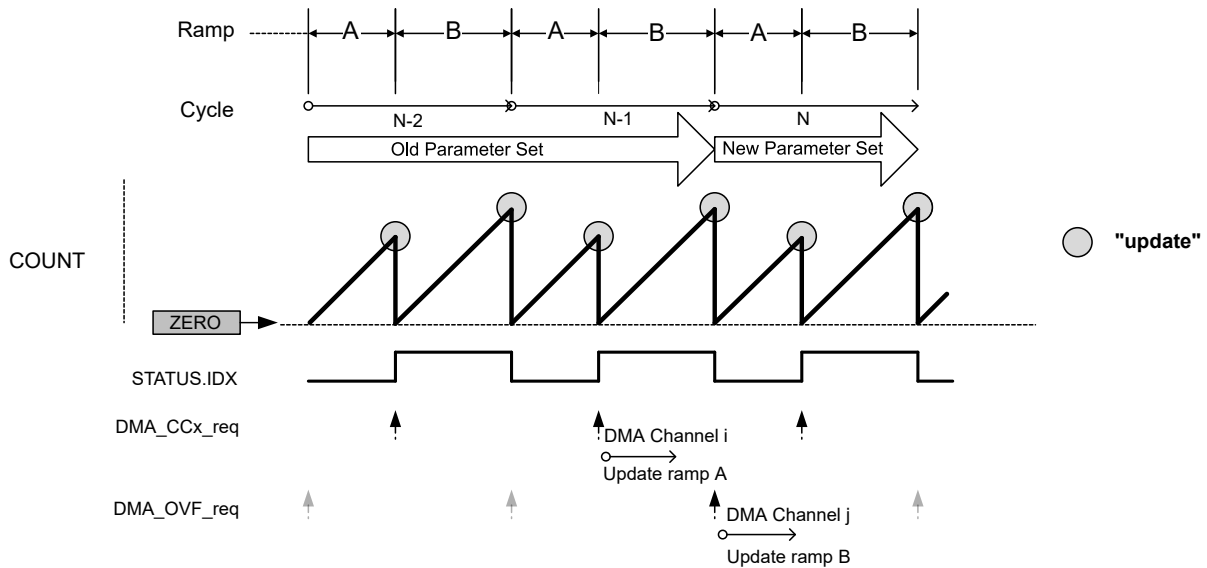 Ramp
A B A B A B
Cycle
N-2 N-1 N
Old Parameter Set New Parameter Set
COUNT
"update"
ZERO
STATUS.IDX
DMA_CCx_req
DMA Channel i
Update ramp A
DMA_OVF_req
DMA Channel j
Update ramp B